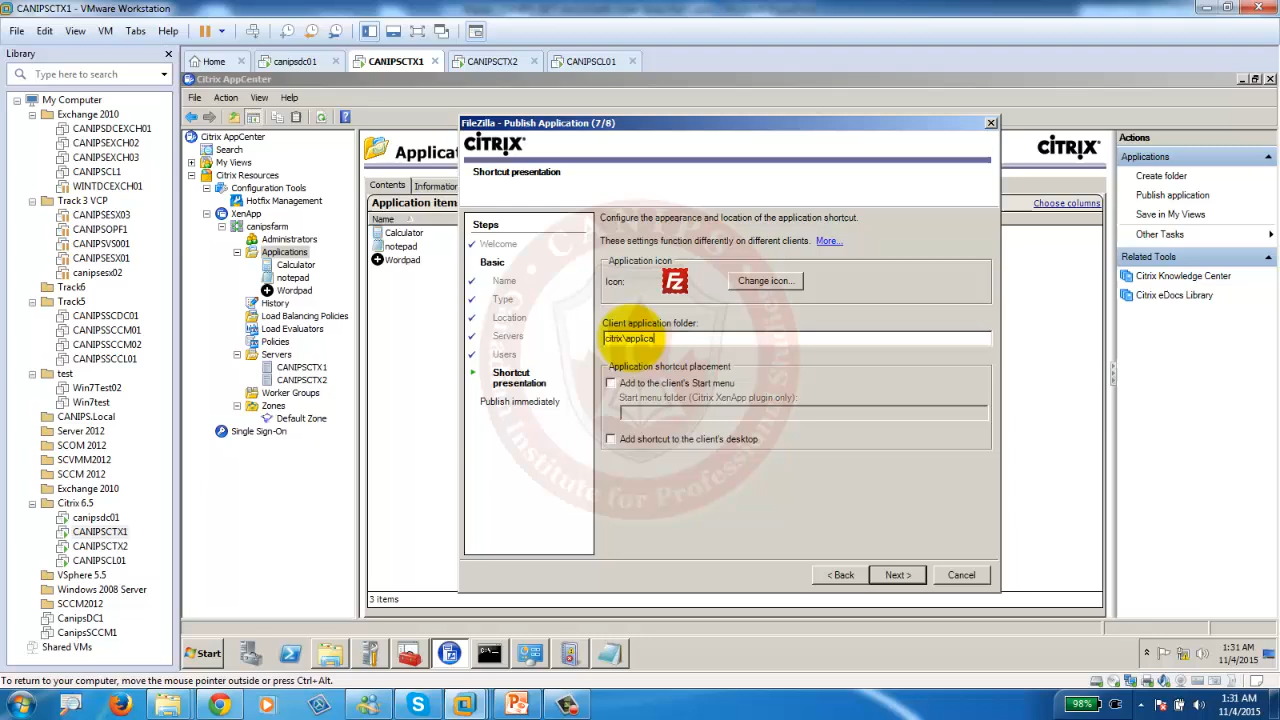 CANIPSCTX1 - VMware Workstation
File Edit View VM Tabs Help
Library
Type here to search
My Computer
Exchange 2010
CANIPSDCEXCH01
CANIPSEXCH02
CANIPSEXCH03
CANIPSCL1
WINTDCEXCH01
Track 3 VCP
CANIPSESX03
CANIPSOPF1
CANIPSVS001
CANIPSESX01
canipsesx02
Track6
Track5
CANIPSSCDC01
CANIPSSCCM01
CANIPSSCCM02
CANIPSSCCL01
test
Win7Test02
Win7test
CANIPS.Local
Server 2012
SCOM 2012
SCVMM2012
SCCM 2012
Exchange 2010
Citrix 6.5
canipsdc01
CANIPSCTX1
CANIPSCTX2
CANIPSCL01
VSphere 5.5
Windows 2008 Server
SCCM2012
CanipsDC1
CanipsSCCM1
Shared VMs
Home canipsdc01 CANIPSCTX1 CANIPSCTX2 CANIPSCL01
Citrix AppCenter
File Action View Help
Citrix AppCenter
Search
My Views
Citrix Resources
Configuration Tools
Hotfix Management
XenApp
canipsfarm
Administrators
Applications
Calculator
notepad
Wordpad
History
Load Balancing Policies
Load Evaluators
Policies
Servers
CANIPSCTX1
CANIPSCTX2
Worker Groups
Zones
Default Zone
Single Sign-On
Contents Information
Name
Calculator
notepad
Wordpad
3 items
FileZilla - Publish Application (7/8)
CITRIX
Shortcut presentation
Steps
Welcome
Basic
Name
Type
Location
Servers
Users
Shortcut
presentation
Publish immediately
Configure the appearance and location of the application shortcut.
These settings function differently on different clients. More...
Application icon
Icon: Fz Change icon...
Client application folder:
citrix\applica
Application shortcut placement
Add to the client's Start menu
Start menu folder (Citrix XenApp plugin only):
Add shortcut to the client's desktop
< Back Next > Cancel
CITRIX
Choose columns
Actions
Applications
Create folder
Publish application
Save in My Views
Other Tasks
Related Tools
Citrix Knowledge Center
Citrix eDocs Library
Start
1:31 AM
11/4/2015
To return to your computer, move the mouse pointer outside or press Ctrl+Alt.
98%
1:31 AM
11/4/2015